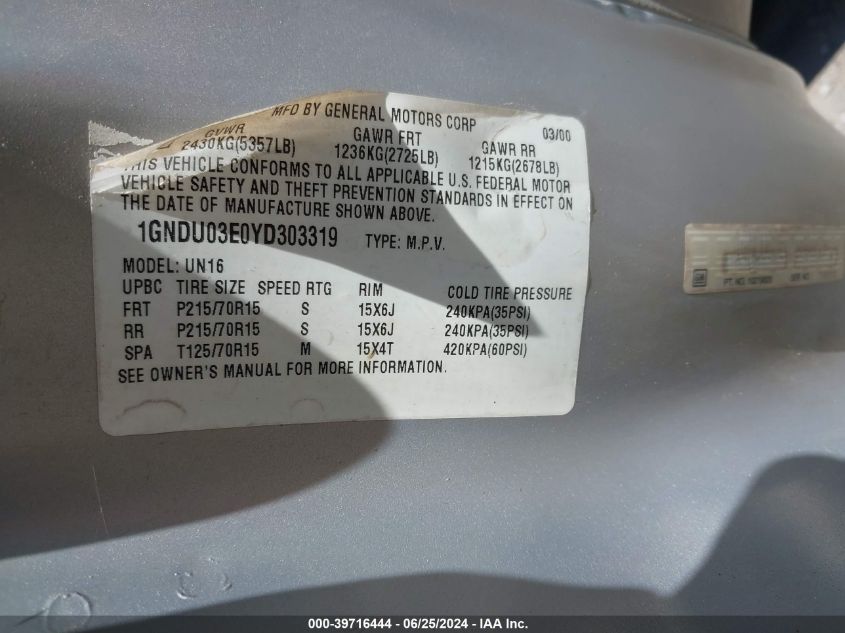 MFD BY GENERAL MOTORS CORP 03/00
GVWR GAWR FRT GAWR RR
2430KG(5357LB) 1236KG(2725LB) 1215KG(2678LB)
THIS VEHICLE CONFORMS TO ALL APPLICABLE U.S. FEDERAL MOTOR
VEHICLE SAFETY AND THEFT PREVENTION STANDARDS IN EFFECT ON
THE DATE OF MANUFACTURE SHOWN ABOVE.
1GNDU03E0YD303319 TYPE: M.P.V.
MODEL: UN16
UPBC TIRE SIZE SPEED RTG RIM COLD TIRE PRESSURE
FRT P215/70R15 S 15X6J 240KPA(35PSI)
RR P215/70R15 S 15X6J 240KPA(35PSI)
SPA T125/70R15 M 15X4T 420KPA(60PSI)
SEE OWNER'S MANUAL FOR MORE INFORMATION.
GM
PT. NO.
000-39716444 - 06/25/2024 - IAA Inc.